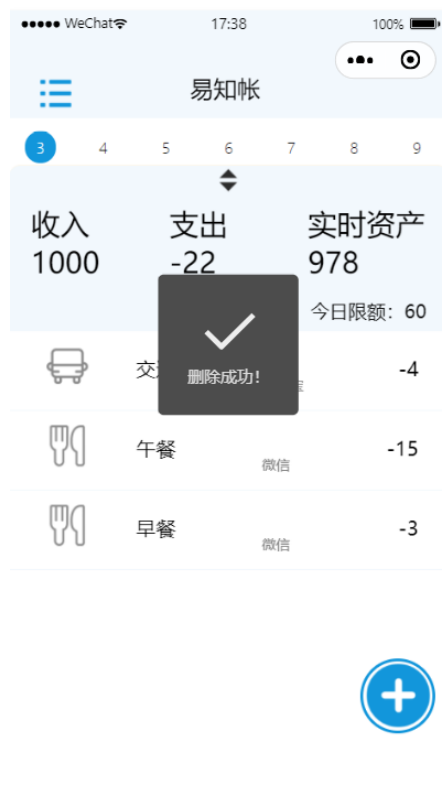 ●●●●● WeChat 17:38 100%
易知帐
3 4 5 6 7 8 9
收入 支出 实时资产
1000 -22 978
今日限额：60
删除成功！
交 -4
午餐 微信 -15
早餐 微信 -3